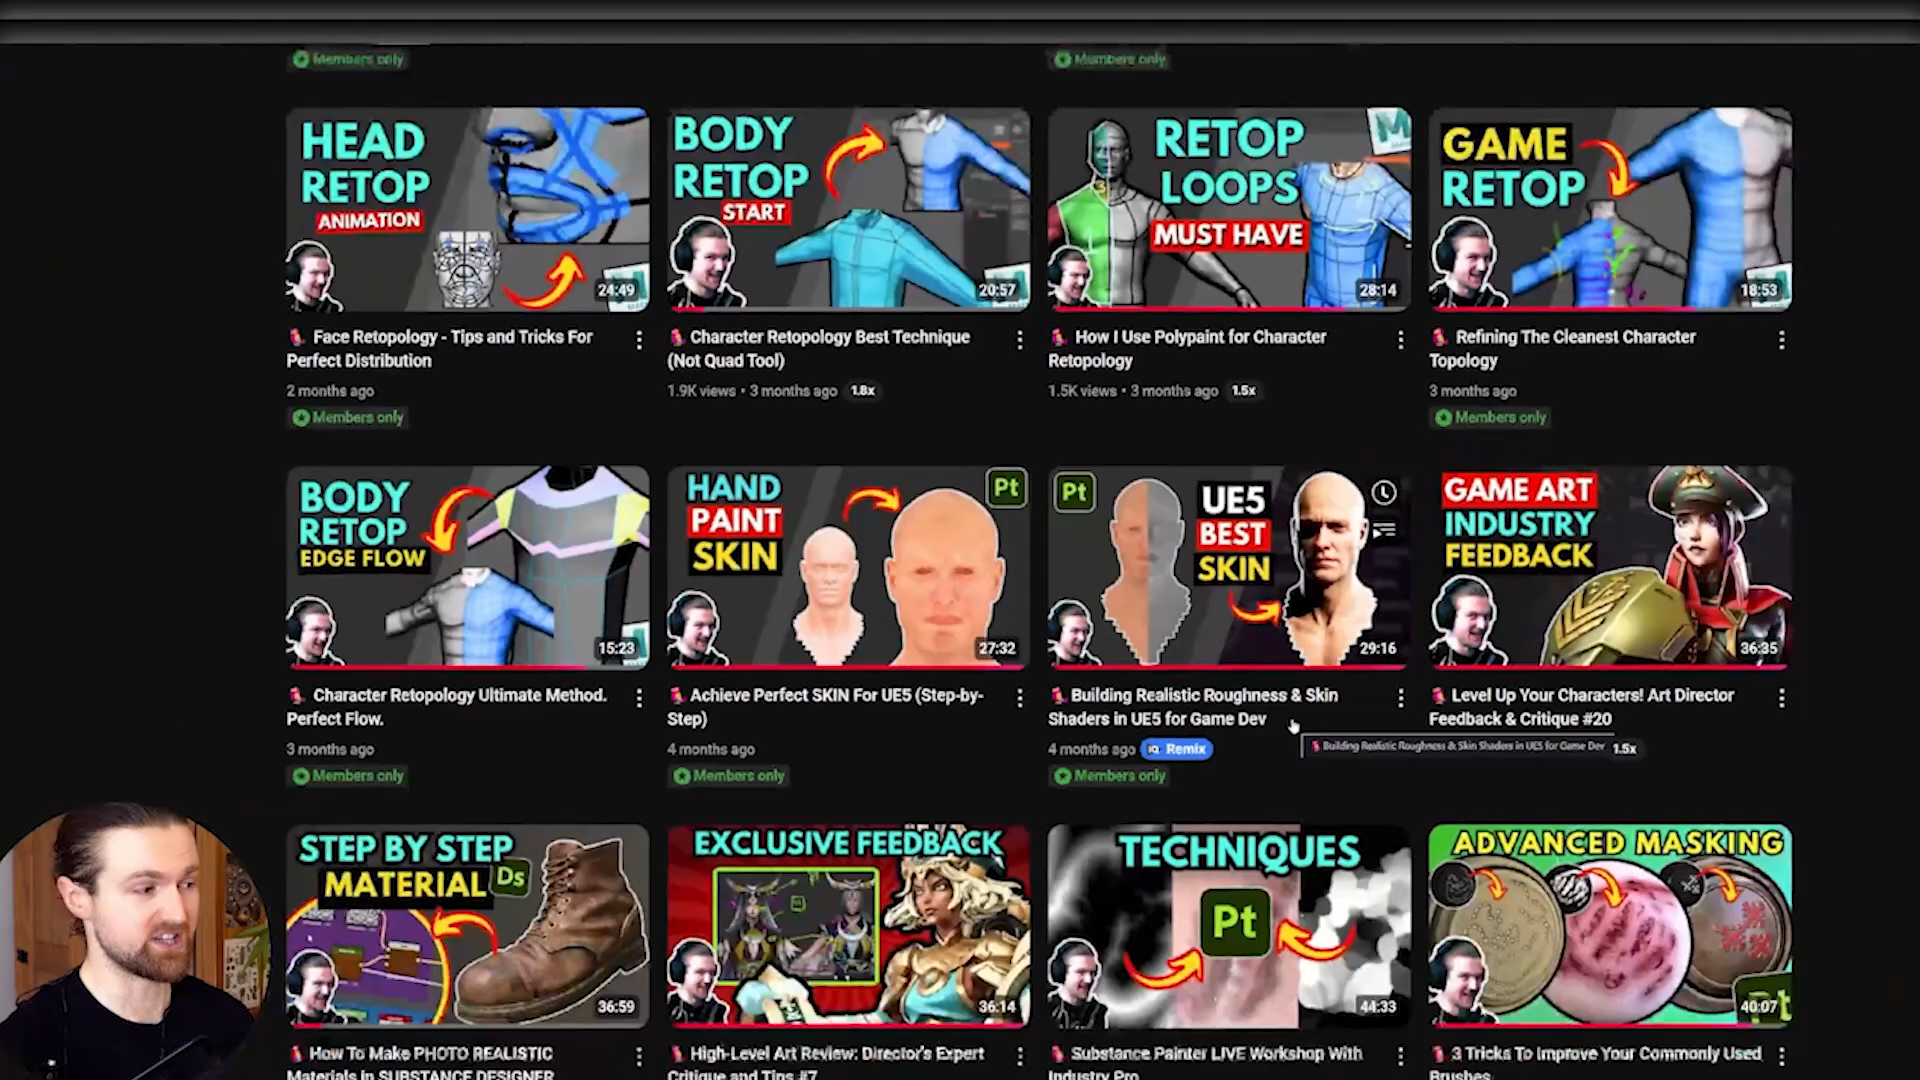 Members only
Members only
HEAD
RETOP
ANIMATION
24:49
BODY
RETOP
START
20:57
RETOP
LOOPS
MUST HAVE
28:14
GAME
RETOP
18:53
Face Retopology - Tips and Tricks For
Perfect Distribution
2 months ago
Members only
Character Retopology Best Technique
(Not Quad Tool)
1.9K views • 3 months ago 1.8x
How I Use Polypaint for Character
Retopology
1.5K views • 3 months ago 1.5x
Refining The Cleanest Character
Topology
3 months ago
Members only
BODY
RETOP
EDGE FLOW
15:23
HAND
PAINT
SKIN
Pt
27:32
Pt
UE5
BEST
SKIN
29:16
GAME ART
INDUSTRY
FEEDBACK
36:35
Character Retopology Ultimate Method.
Perfect Flow.
3 months ago
Members only
Achieve Perfect SKIN For UE5 (Step-by-
Step)
4 months ago
Members only
Building Realistic Roughness & Skin
Shaders in UE5 for Game Dev
4 months ago Remix
Members only
Level Up Your Characters! Art Director
Feedback & Critique #20
Building Realistic Roughness & Skin Shaders in UE5 for Game Dev 1.5x
STEP BY STEP
MATERIAL
Ds
36:59
EXCLUSIVE FEEDBACK
36:14
TECHNIQUES
Pt
44:33
ADVANCED MASKING
40:07
How To Make PHOTO REALISTIC
Materials in SUBSTANCE DESIGNER
High-Level Art Review: Director's Expert
Critique and Tips #7
Substance Painter LIVE Workshop With
Industry Pro
3 Tricks To Improve Your Commonly Used
Brushes